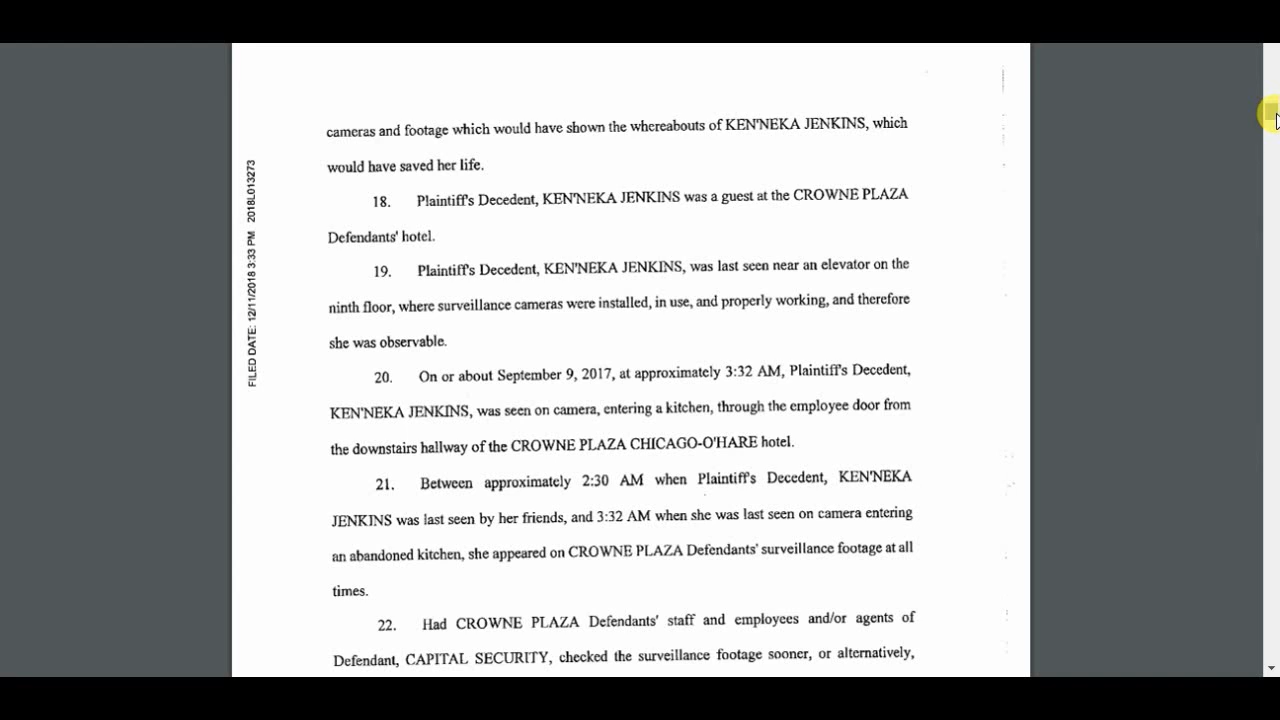 cameras and footage which would have shown the whereabouts of KEN'NEKA JENKINS, which
would have saved her life.
18. Plaintiff's Decedent, KEN'NEKA JENKINS was a guest at the CROWNE PLAZA
Defendants' hotel.
19. Plaintiff's Decedent, KEN'NEKA JENKINS, was last seen near an elevator on the
ninth floor, where surveillance cameras were installed, in use, and properly working, and therefore
she was observable.
20. On or about September 9, 2017, at approximately 3:32 AM, Plaintiff's Decedent,
KEN'NEKA JENKINS, was seen on camera, entering a kitchen, through the employee door from
the downstairs hallway of the CROWNE PLAZA CHICAGO-O'HARE hotel.
21. Between approximately 2:30 AM when Plaintiff's Decedent, KEN'NEKA
JENKINS was last seen by her friends, and 3:32 AM when she was last seen on camera entering
an abandoned kitchen, she appeared on CROWNE PLAZA Defendants' surveillance footage at all
times.
22. Had CROWNE PLAZA Defendants' staff and employees and/or agents of
Defendant, CAPITAL SECURITY, checked the surveillance footage sooner, or alternatively,
FILED DATE: 12/11/2018 3:33 PM 2018L013273